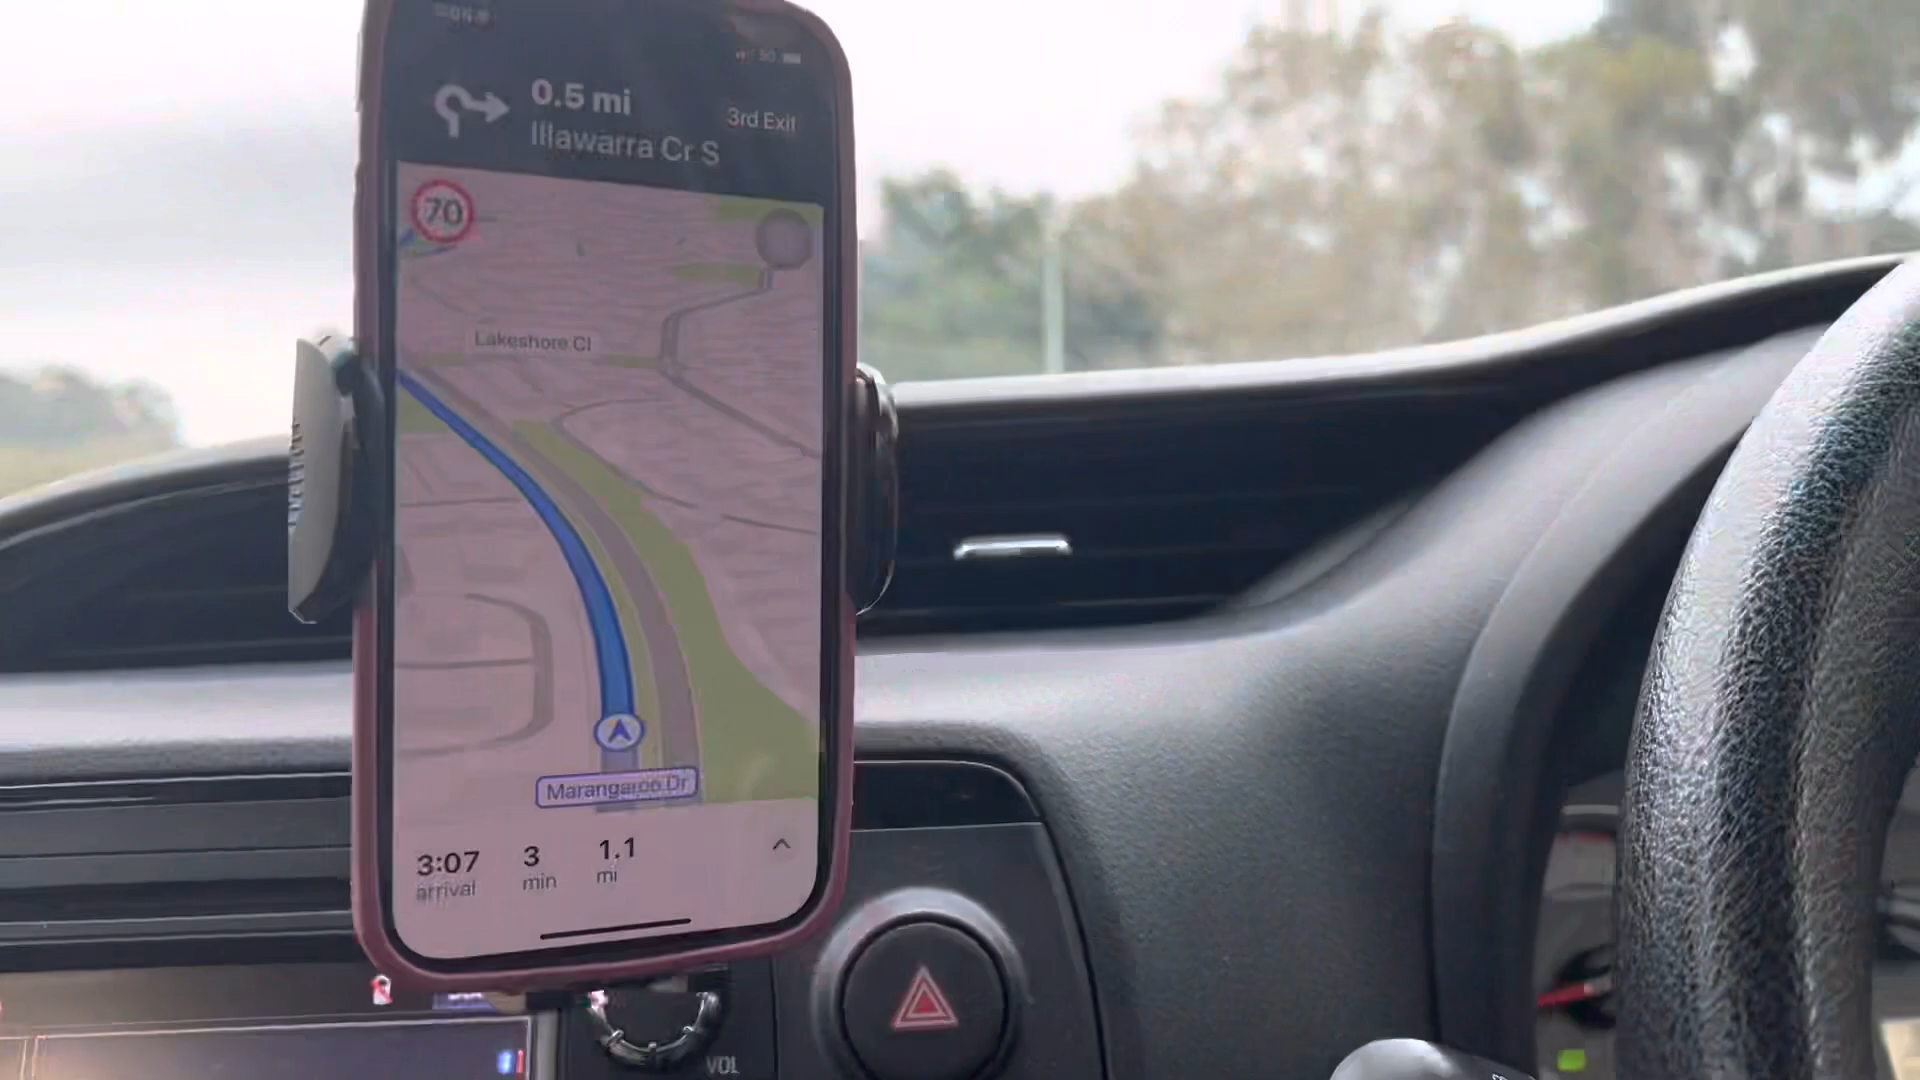 0.5 mi
3rd Exit
Illawarra Cr S
70
Lakeshore Cl
Marangaroo Dr
3:07 3 1.1
arrival min mi
VOL